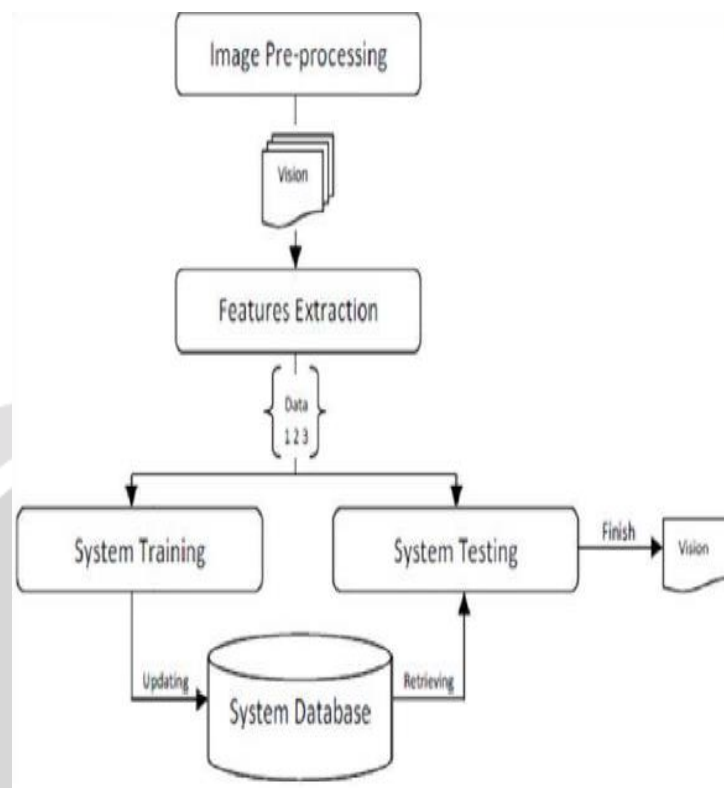 Image Pre-processing
Vision
Features Extraction
Data
1 2 3
System Training
System Testing
Finish
Vision
Updating
System Database
Retrieving